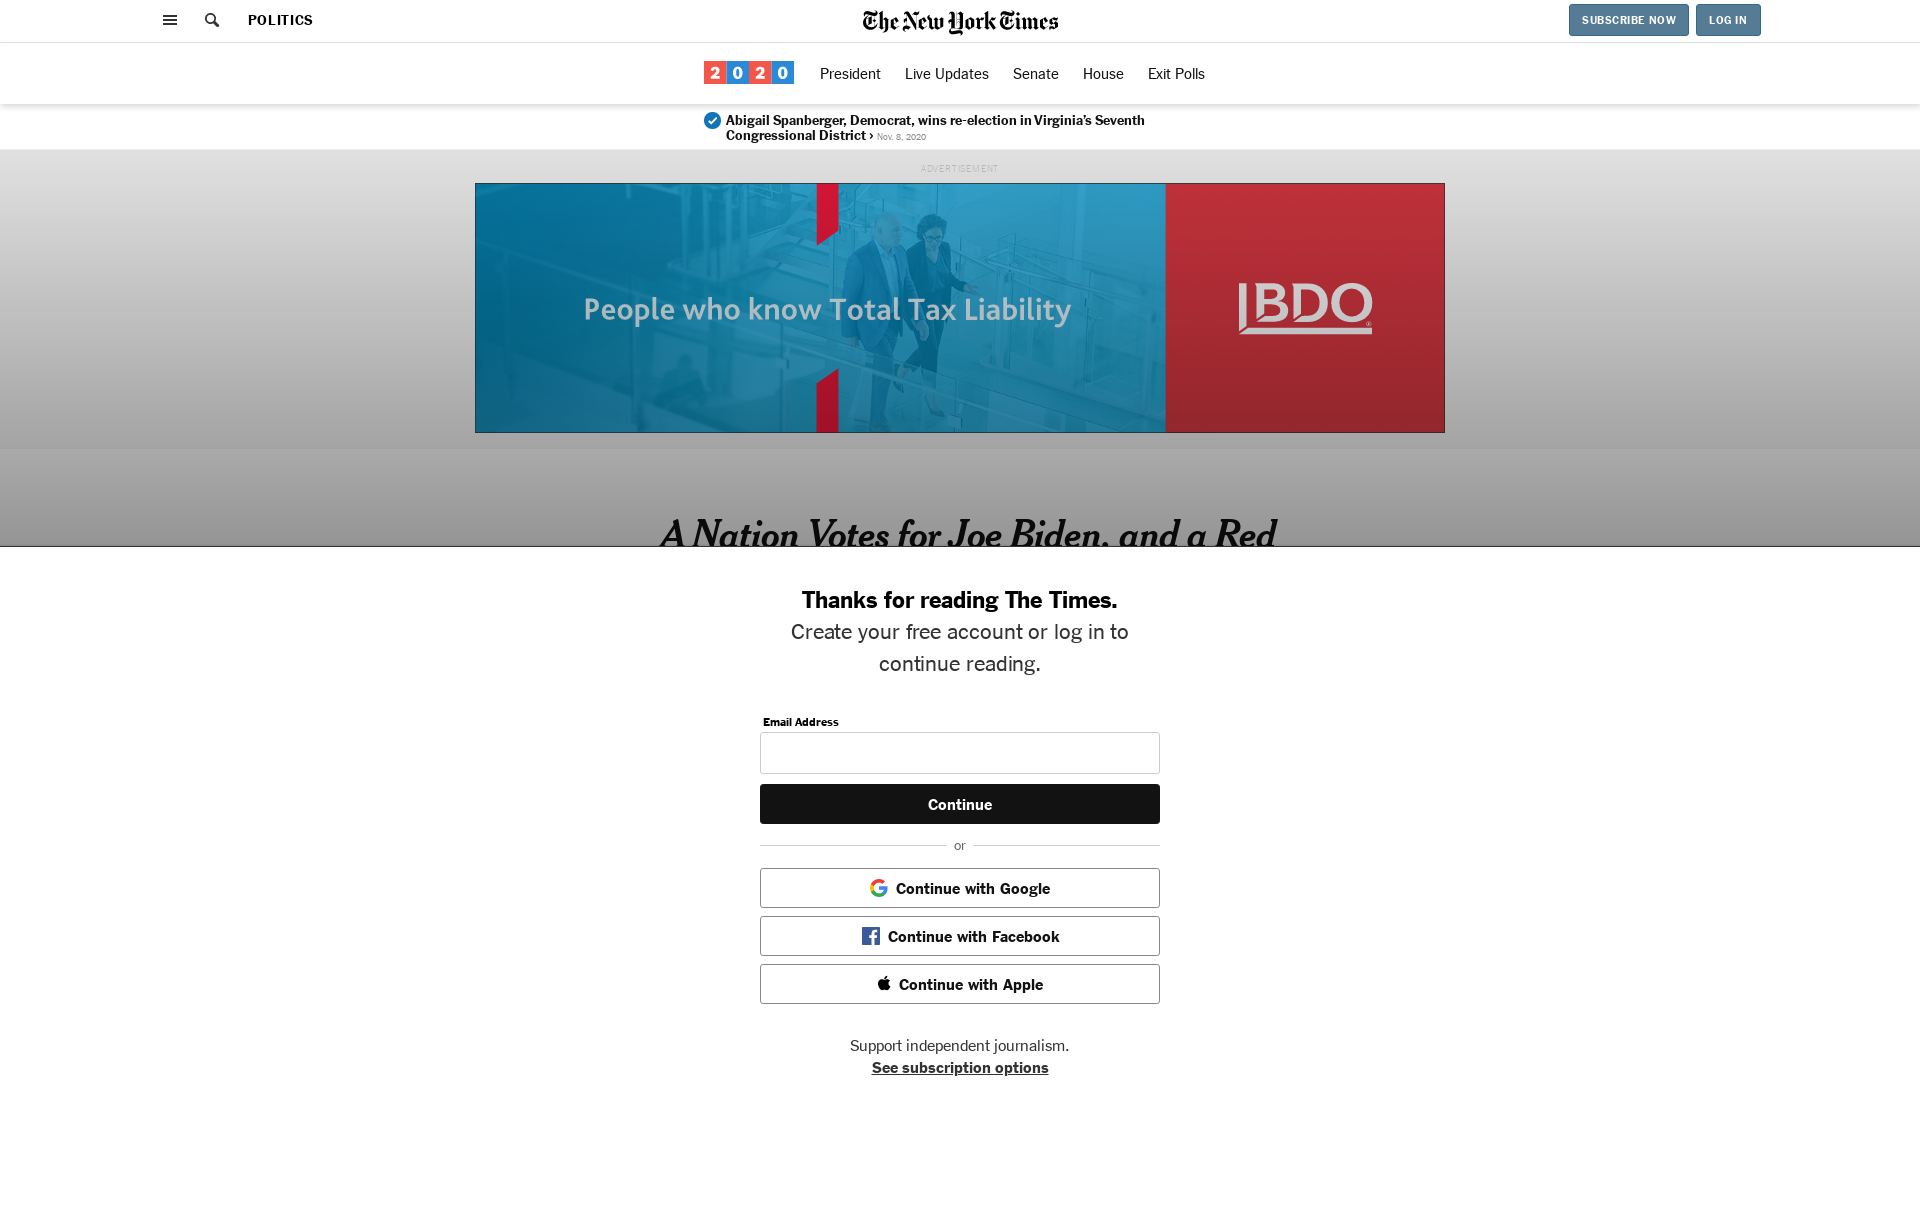 POLITICS
The New York Times
SUBSCRIBE NOW
LOG IN
2020
President
Live Updates
Senate
House
Exit Polls
Abigail Spanberger, Democrat, wins re-election in Virginia's Seventh
Congressional District › Nov. 8, 2020
ADVERTISEMENT
People who know Total Tax Liability
BDO
A Nation Votes for Joe Biden, and a Red
Thanks for reading The Times.
Create your free account or log in to
continue reading.
Email Address
Continue
or
Continue with Google
Continue with Facebook
Continue with Apple
Support independent journalism.
See subscription options